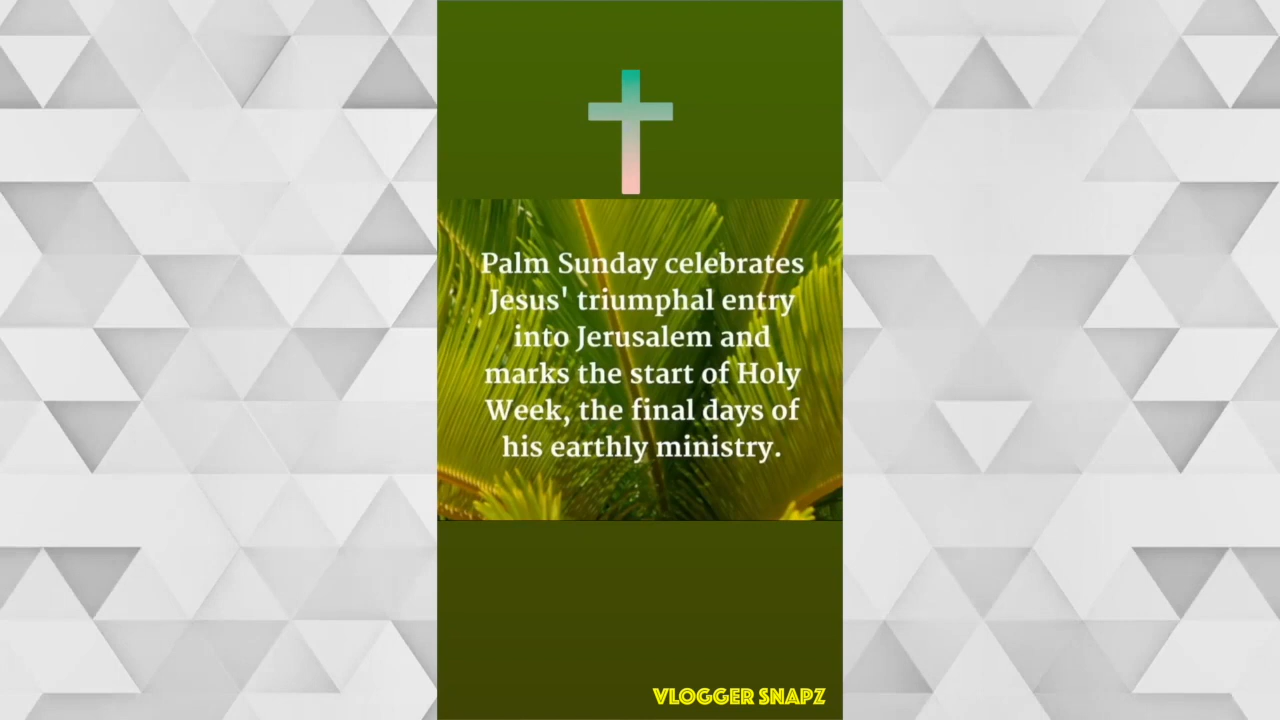 Palm Sunday celebrates
Jesus' triumphal entry
into Jerusalem and
marks the start of Holy
Week, the final days of
his earthly ministry.
VLOGGER SNAPZ